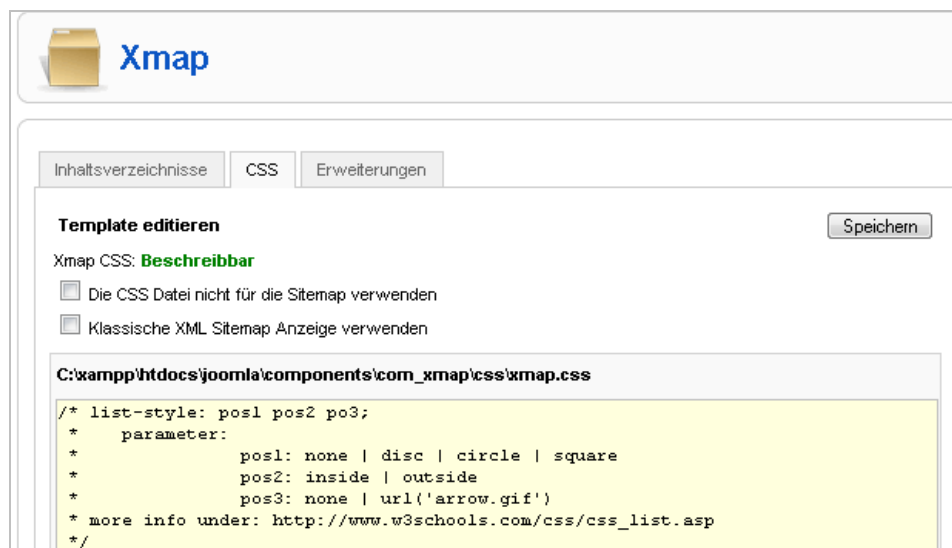 Xmap
Inhaltsverzeichnisse CSS Erweiterungen
Template editieren Speichern
Xmap CSS: Beschreibbar
Die CSS Datei nicht für die Sitemap verwenden
Klassische XML Sitemap Anzeige verwenden
C:\xampp\htdocs\joomla\components\com_xmap\css\xmap.css
/* list-style: pos1 pos2 po3;
* parameter:
* pos1: none | disc | circle | square
* pos2: inside | outside
* pos3: none | url('arrow.gif')
* more info under: http://www.w3schools.com/css/css_list.asp
*/